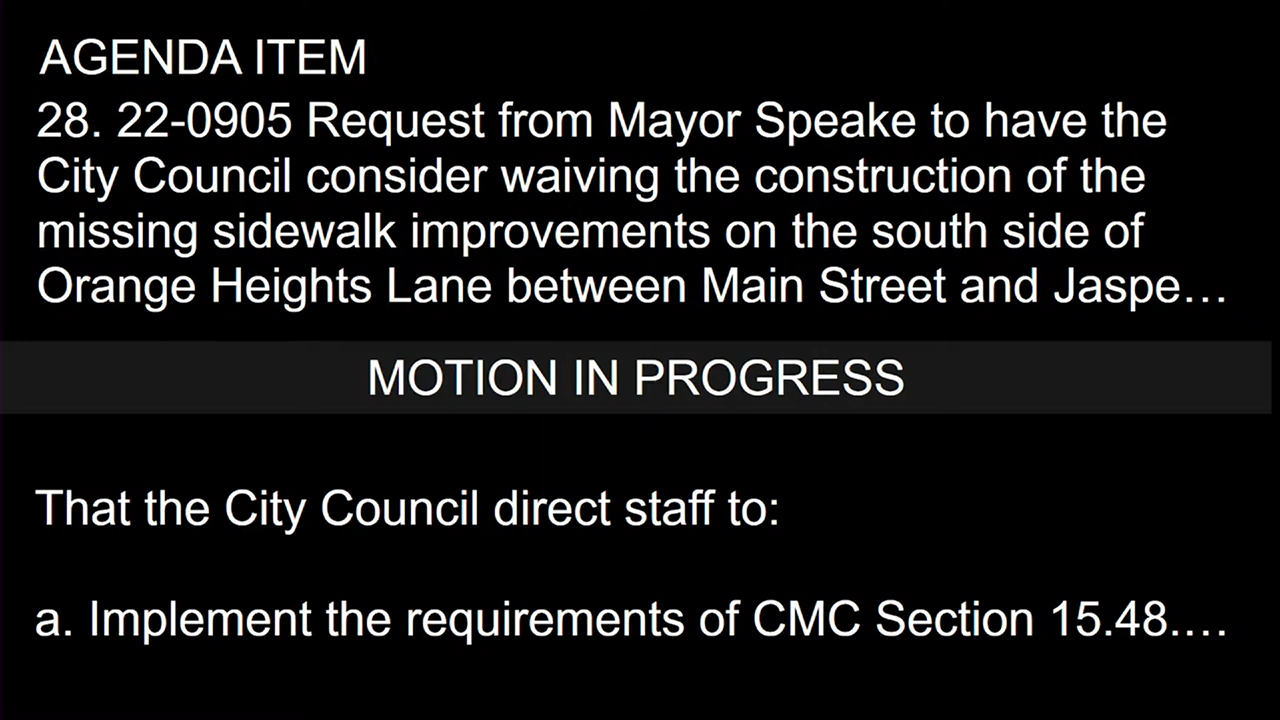 AGENDA ITEM
28. 22-0905 Request from Mayor Speake to have the
City Council consider waiving the construction of the
missing sidewalk improvements on the south side of
Orange Heights Lane between Main Street and Jaspe…
MOTION IN PROGRESS
That the City Council direct staff to:
a. Implement the requirements of CMC Section 15.48.…